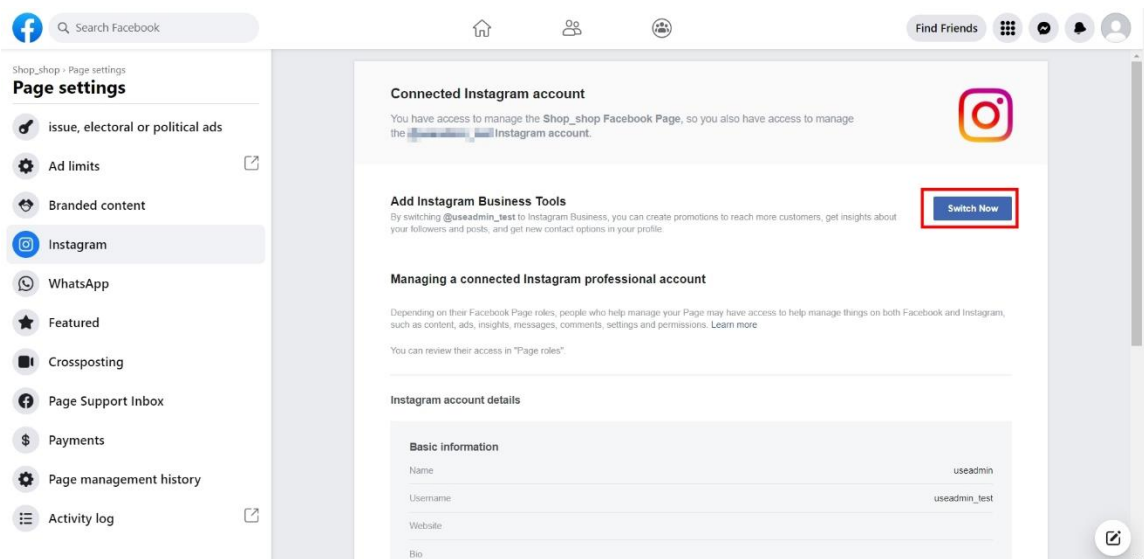 Search Facebook
Find Friends
Shop_shop › Page settings
Page settings
issue, electoral or political ads
Ad limits
Branded content
Instagram
WhatsApp
Featured
Crossposting
Page Support Inbox
Payments
Page management history
Activity log
Connected Instagram account
You have access to manage the Shop_shop Facebook Page, so you also have access to manage
the Instagram account.
Add Instagram Business Tools
By switching @useadmin_test to Instagram Business, you can create promotions to reach more customers, get insights about
your followers and posts, and get new contact options in your profile.
Switch Now
Managing a connected Instagram professional account
Depending on their Facebook Page roles, people who help manage your Page may have access to help manage things on both Facebook and Instagram,
such as content, ads, insights, messages, comments, settings and permissions. Learn more
You can review their access in "Page roles".
Instagram account details
Basic information
Name useadmin
Username useadmin_test
Website
Bio